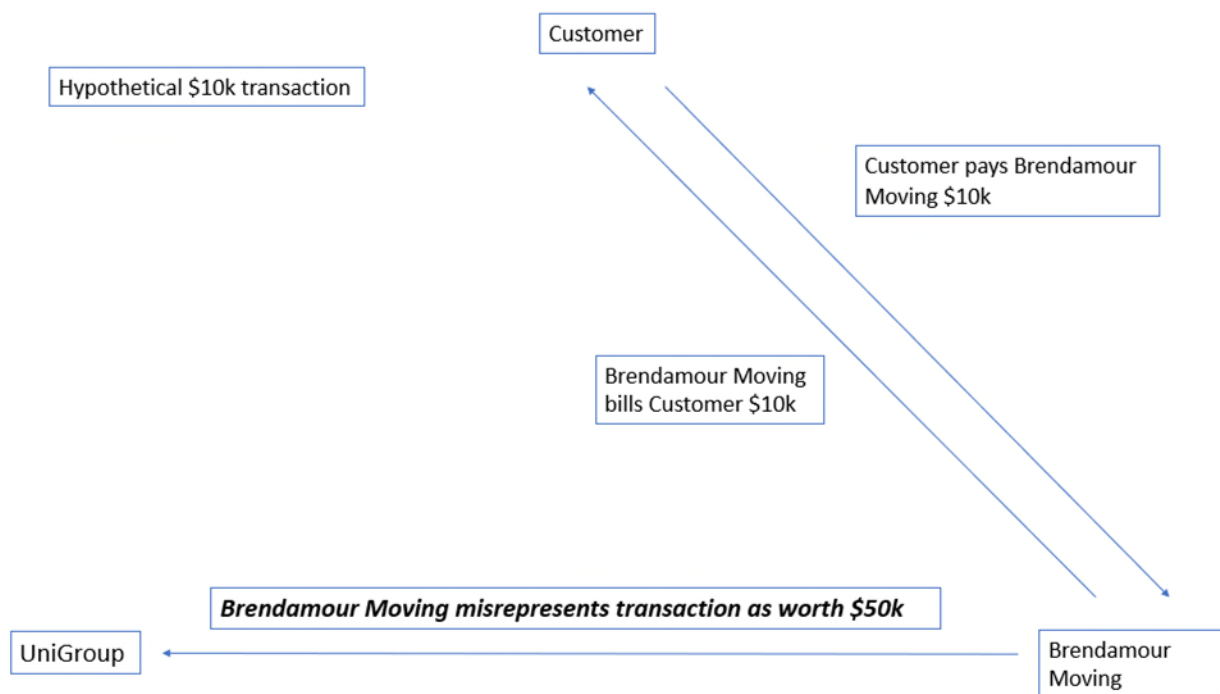 Customer
Hypothetical $10k transaction
Customer pays Brendamour
Moving $10k
Brendamour Moving
bills Customer $10k
Brendamour Moving misrepresents transaction as worth $50k
UniGroup
Brendamour
Moving